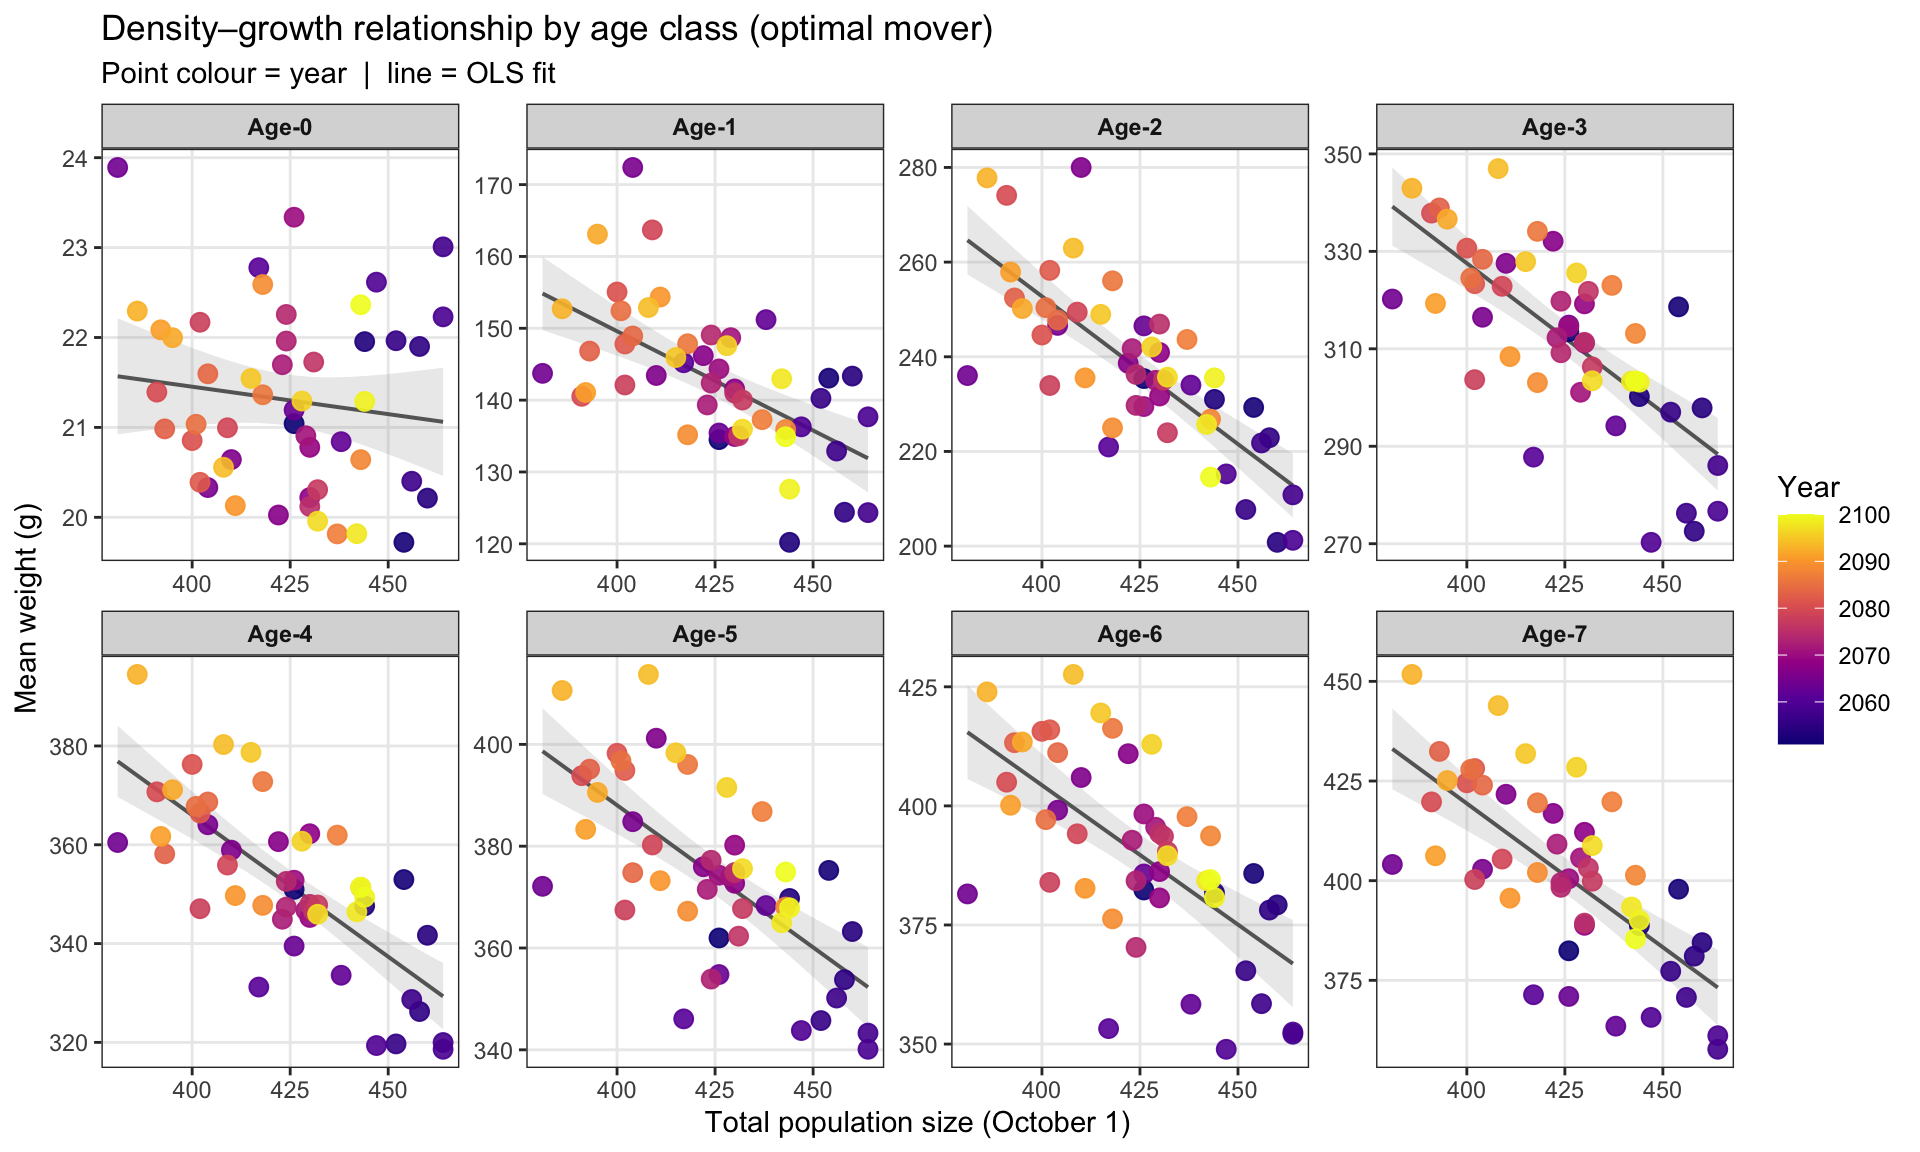 Density–growth relationship by age class (optimal mover)
Point colour = year | line = OLS fit
Age-0
Age-1
Age-2
Age-3
24
23
22
21
20
170
160
150
140
130
120
280
260
240
220
200
350
330
310
290
270
400 425 450
400 425 450
400 425 450
400 425 450
Age-4
Age-5
Age-6
Age-7
380
360
340
320
400
380
360
340
425
400
375
350
450
425
400
375
400 425 450
400 425 450
400 425 450
400 425 450
Mean weight (g)
Total population size (October 1)
Year
2100
2090
2080
2070
2060